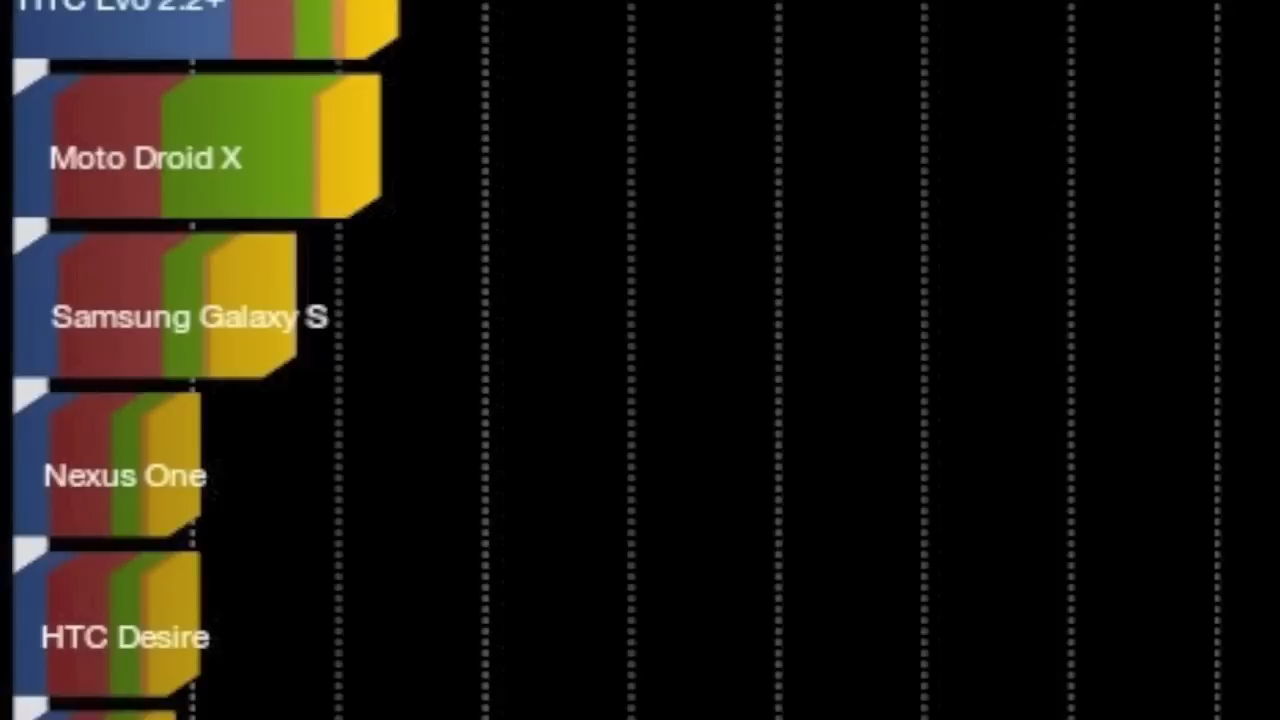 HTC Evo 2.2+
Moto Droid X
Samsung Galaxy S
Nexus One
HTC Desire